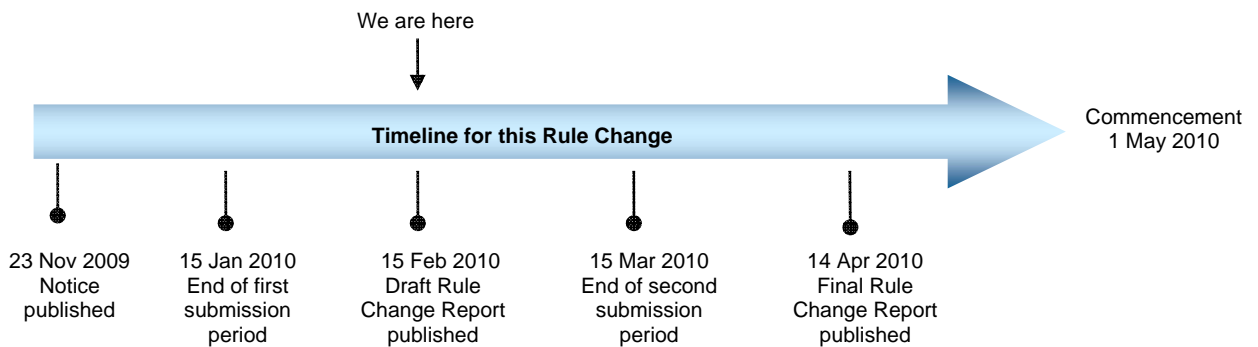 We are here
Timeline for this Rule Change
Commencement
1 May 2010
23 Nov 2009
Notice
published
15 Jan 2010
End of first
submission
period
15 Feb 2010
Draft Rule
Change Report
published
15 Mar 2010
End of second
submission
period
14 Apr 2010
Final Rule
Change Report
published